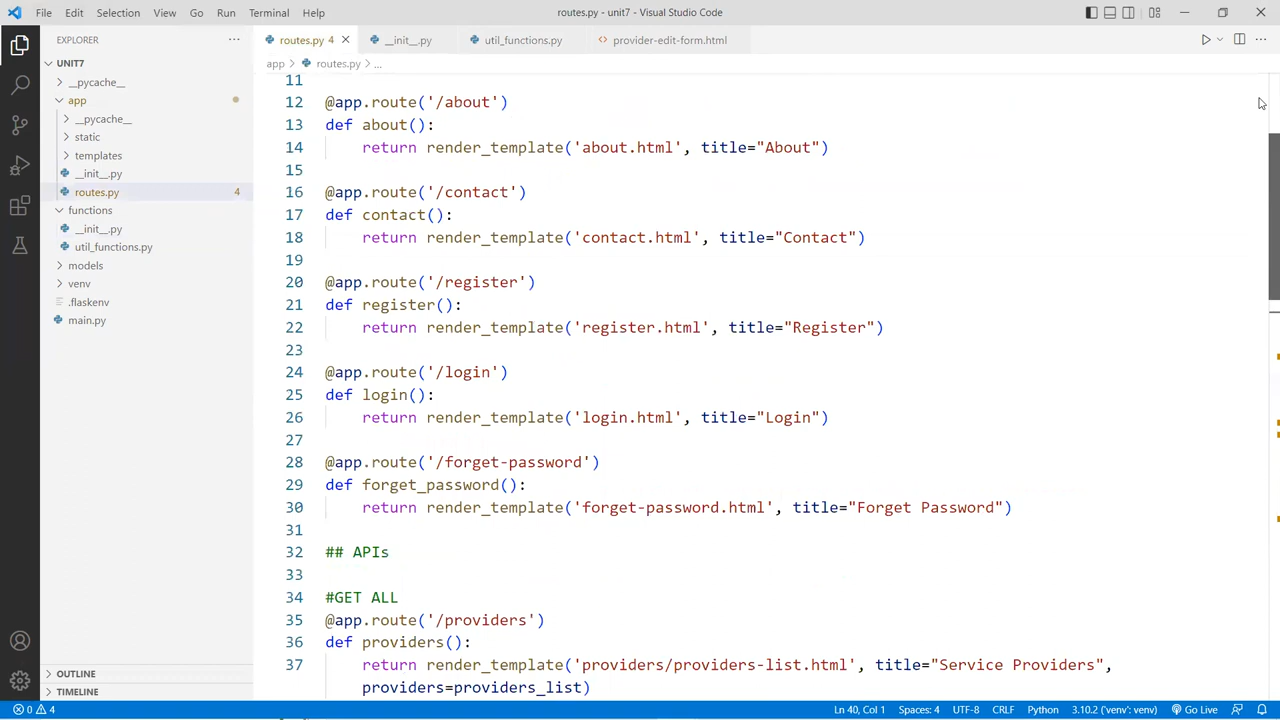 File Edit Selection View Go Run Terminal Help routes.py - unit7 - Visual Studio Code
EXPLORER ...
routes.py 4 __init__.py util_functions.py provider-edit-form.html
UNIT7
app > routes.py > ...
__pycache__
app
__pycache__
static
templates
__init__.py
routes.py 4
functions
__init__.py
util_functions.py
models
venv
.flaskenv
main.py
OUTLINE
TIMELINE
11
12 @app.route('/about')
13 def about():
14     return render_template('about.html', title="About")
15
16 @app.route('/contact')
17 def contact():
18     return render_template('contact.html', title="Contact")
19
20 @app.route('/register')
21 def register():
22     return render_template('register.html', title="Register")
23
24 @app.route('/login')
25 def login():
26     return render_template('login.html', title="Login")
27
28 @app.route('/forget-password')
29 def forget_password():
30     return render_template('forget-password.html', title="Forget Password")
31
32 ## APIs
33
34 #GET ALL
35 @app.route('/providers')
36 def providers():
37     return render_template('providers/providers-list.html', title="Service Providers",
    providers=providers_list)
0 4 Ln 40, Col 1 Spaces: 4 UTF-8 CRLF Python 3.10.2 ('venv': venv) Go Live